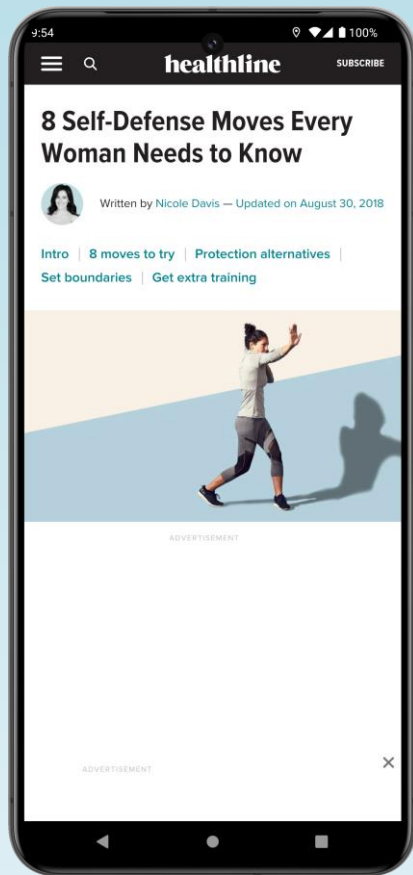 9:54
100%
healthline
SUBSCRIBE
8 Self-Defense Moves Every
Woman Needs to Know
Written by Nicole Davis — Updated on August 30, 2018
Intro | 8 moves to try | Protection alternatives |
Set boundaries | Get extra training
ADVERTISEMENT
ADVERTISEMENT